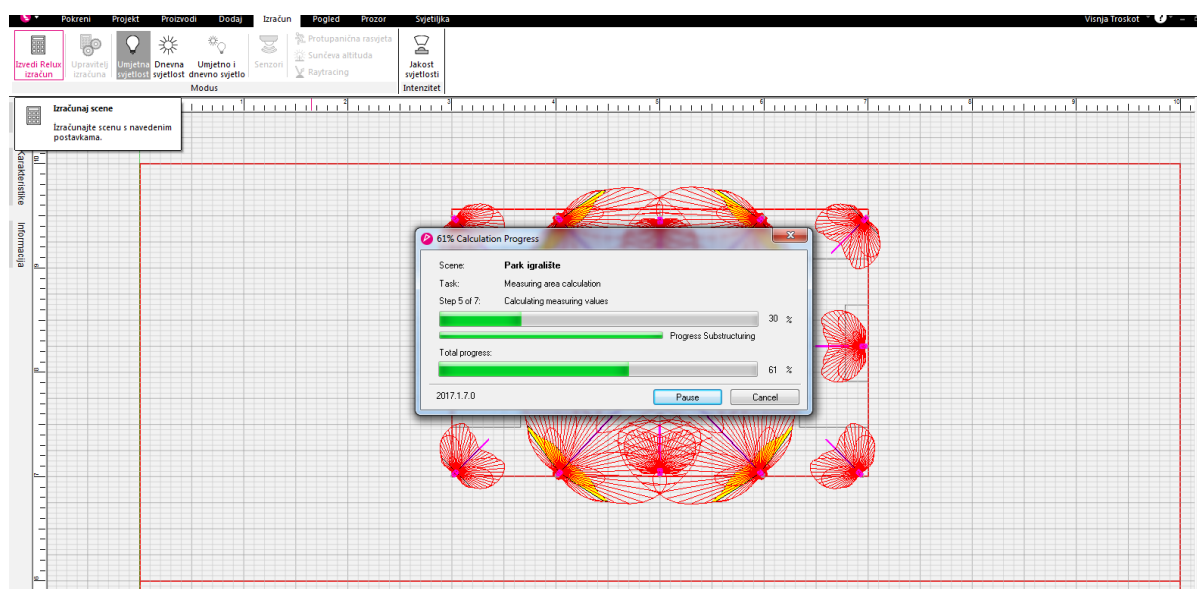 Pokreni Projekt Proizvodi Dodaj Izračun Pogled Prozor Svjetiljka Visnja Troskot ?
Izvedi Relux izračun
Upravitelj izračuna
Umjetna svjetlost
Dnevna svjetlost
Umjetno i dnevno svjetlo
Senzori
Protupanična rasvjeta
Sunčeva altituda
Raytracing
Jakost svjetlosti
Modus
Intenzitet
Izračunaj scene
Izračunajte scenu s navedenim
postavkama.
Karakteristike
Informacija
61% Calculation Progress
Scene: Park igralište
Task: Measuring area calculation
Step 5 of 7: Calculating measuring values
30 %
Progress Substructuring
Total progress:
61 %
2017.1.7.0 Pause Cancel